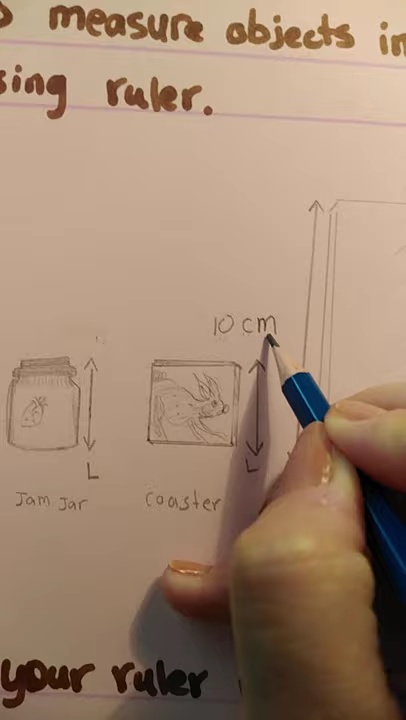 measure objects in
sing ruler.
10 cm
L
L
Jam Jar
Coaster
your ruler